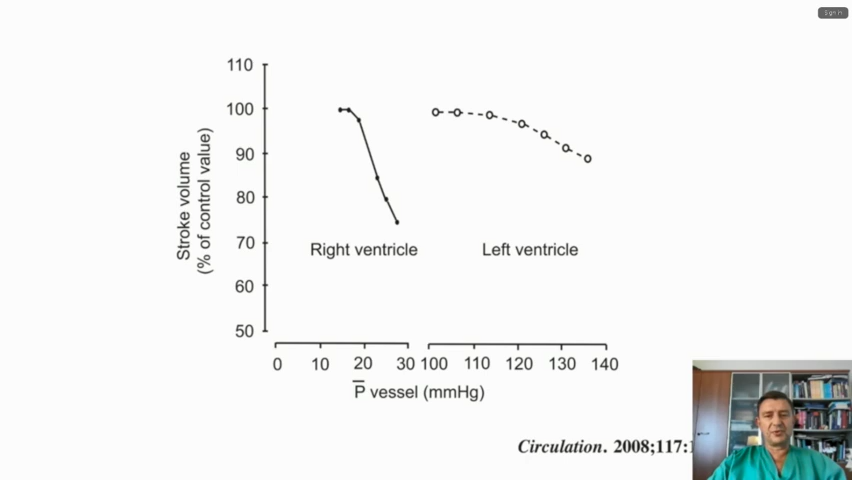 Sign in
110
100
90
80
70
60
50
Stroke volume
(% of control value)
Right ventricle
Left ventricle
0 10 20 30 100 110 120 130 140
P̅ vessel (mmHg)
Circulation. 2008;117: